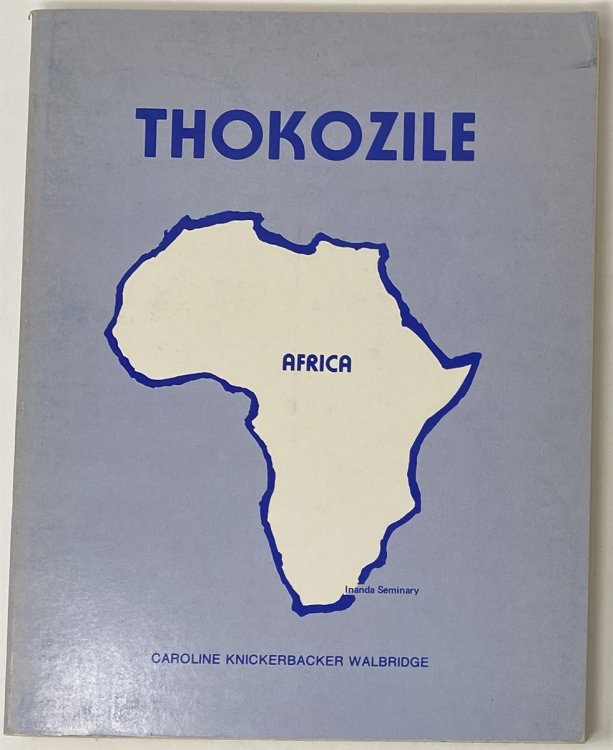 THOKOZILE
AFRICA
Inanda Seminary
CAROLINE KNICKERBACKER WALBRIDGE